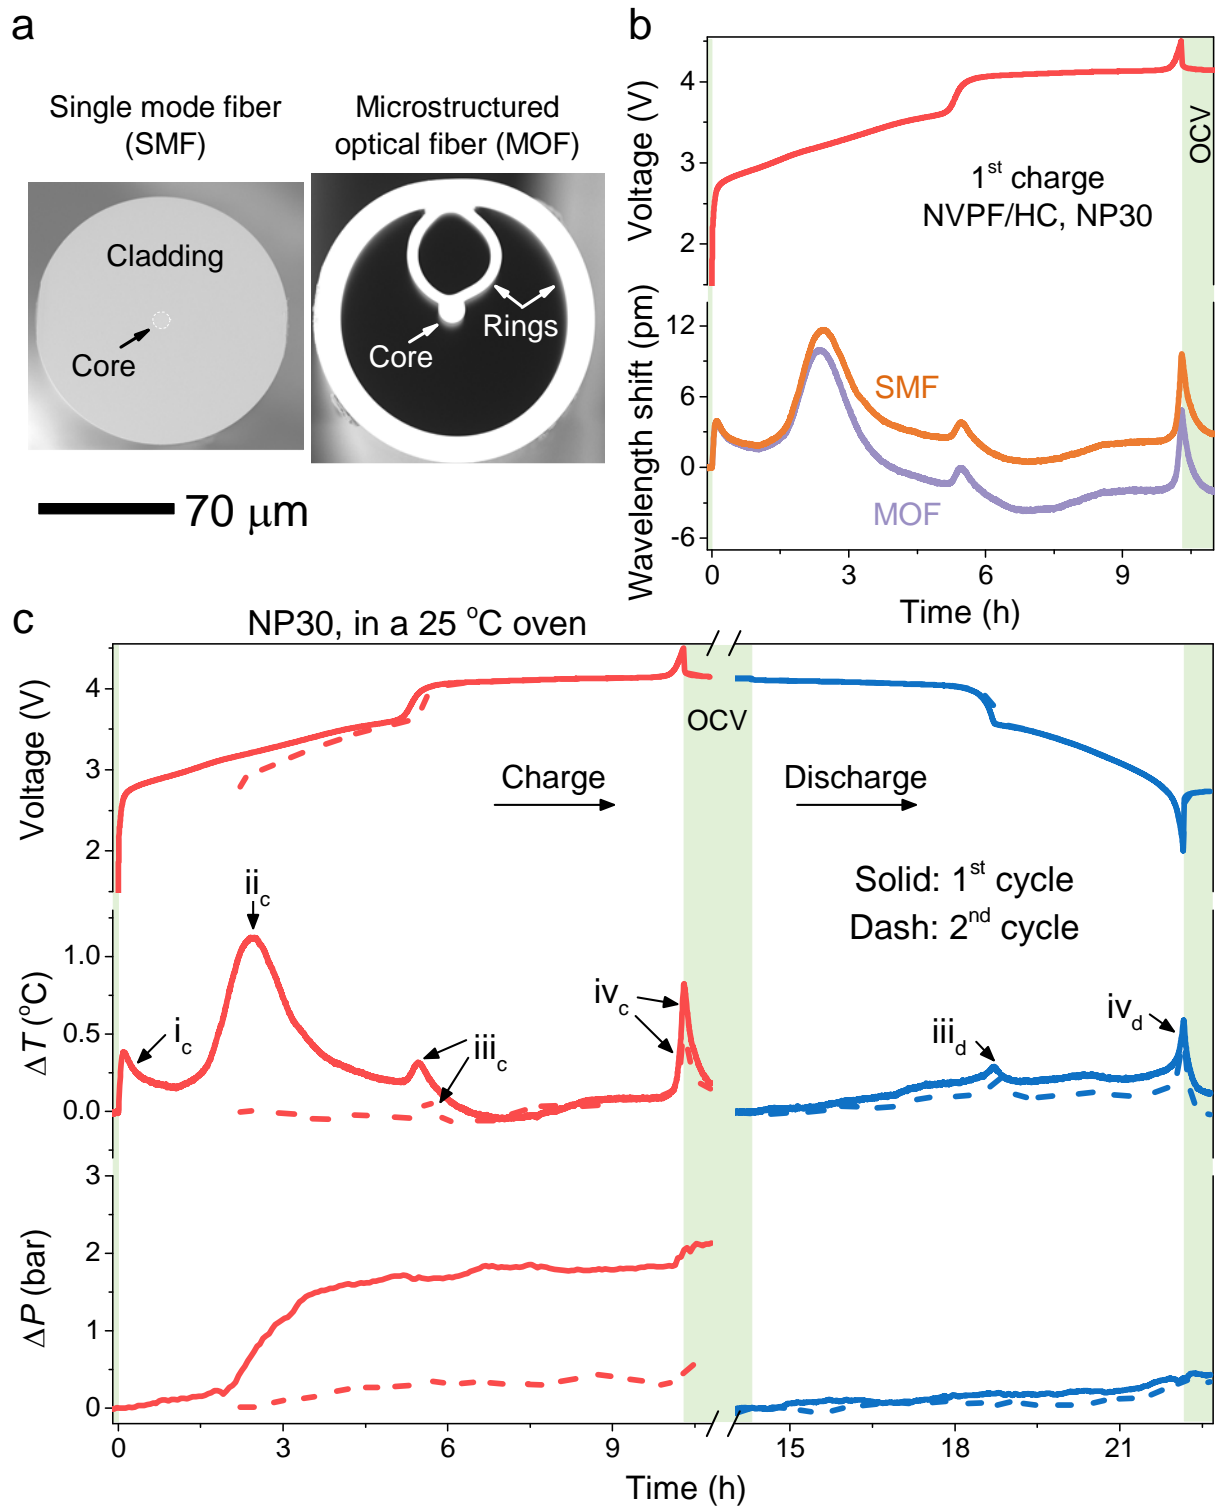 a
Single mode fiber
(SMF)
Microstructured
optical fiber (MOF)
Cladding
Core
Core
Rings
70 μm
b
Voltage (V)
4
3
2
1st charge
NVPF/HC, NP30
OCV
Wavelength shift (pm)
12
6
0
-6
SMF
MOF
0 3 6 9
Time (h)
c
NP30, in a 25 °C oven
Voltage (V)
4
3
2
OCV
Charge
Discharge
Solid: 1st cycle
Dash: 2nd cycle
ΔT (°C)
1.0
0.5
0.0
ic
iic
iiic
ivc
iiid
ivd
ΔP (bar)
3
2
1
0
0 3 6 9 15 18 21
Time (h)